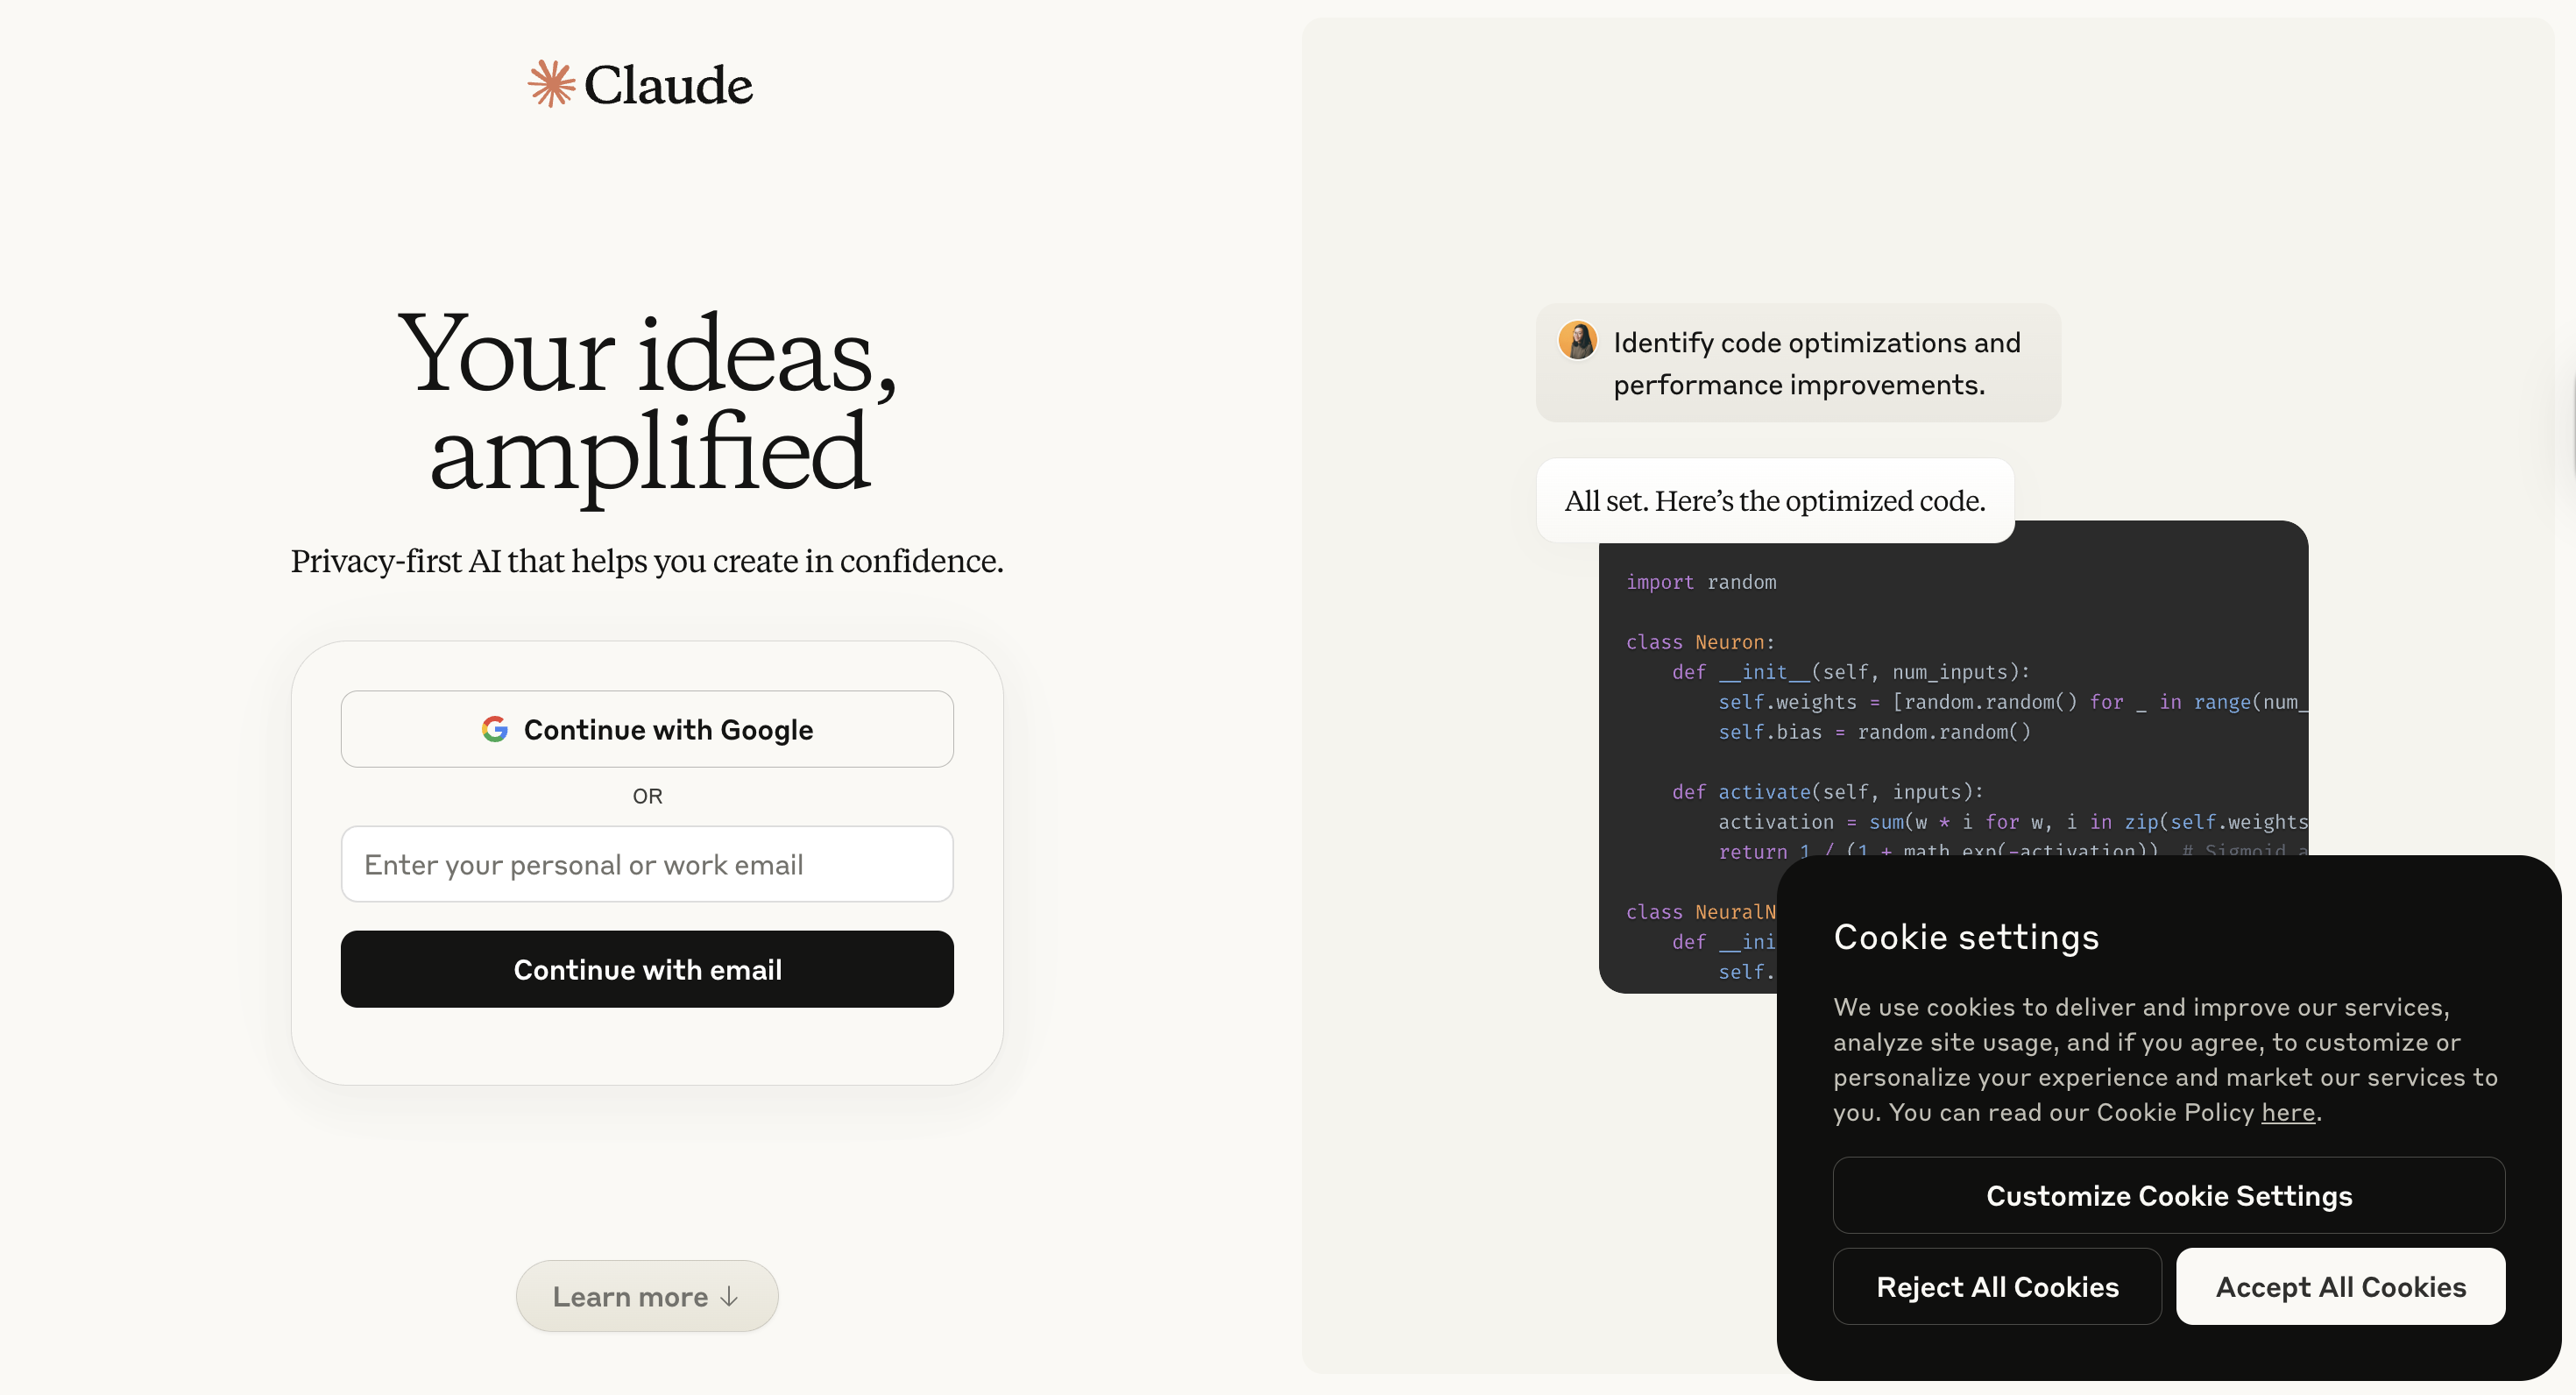 Claude
Your ideas,
amplified
Privacy-first AI that helps you create in confidence.
Continue with Google
OR
Enter your personal or work email
Continue with email
Learn more ↓
Identify code optimizations and
performance improvements.
All set. Here’s the optimized code.
import random
class Neuron:
    def __init__(self, num_inputs):
        self.weights = [random.random() for _ in range(num_
        self.bias = random.random()
    def activate(self, inputs):
        activation = sum(w * i for w, i in zip(self.weights
        return 1 / (1 + math.exp(-activation))  # Sigmoid a
class NeuralN
    def __ini
        self.
Cookie settings
We use cookies to deliver and improve our services,
analyze site usage, and if you agree, to customize or
personalize your experience and market our services to
you. You can read our Cookie Policy here.
Customize Cookie Settings
Reject All Cookies
Accept All Cookies